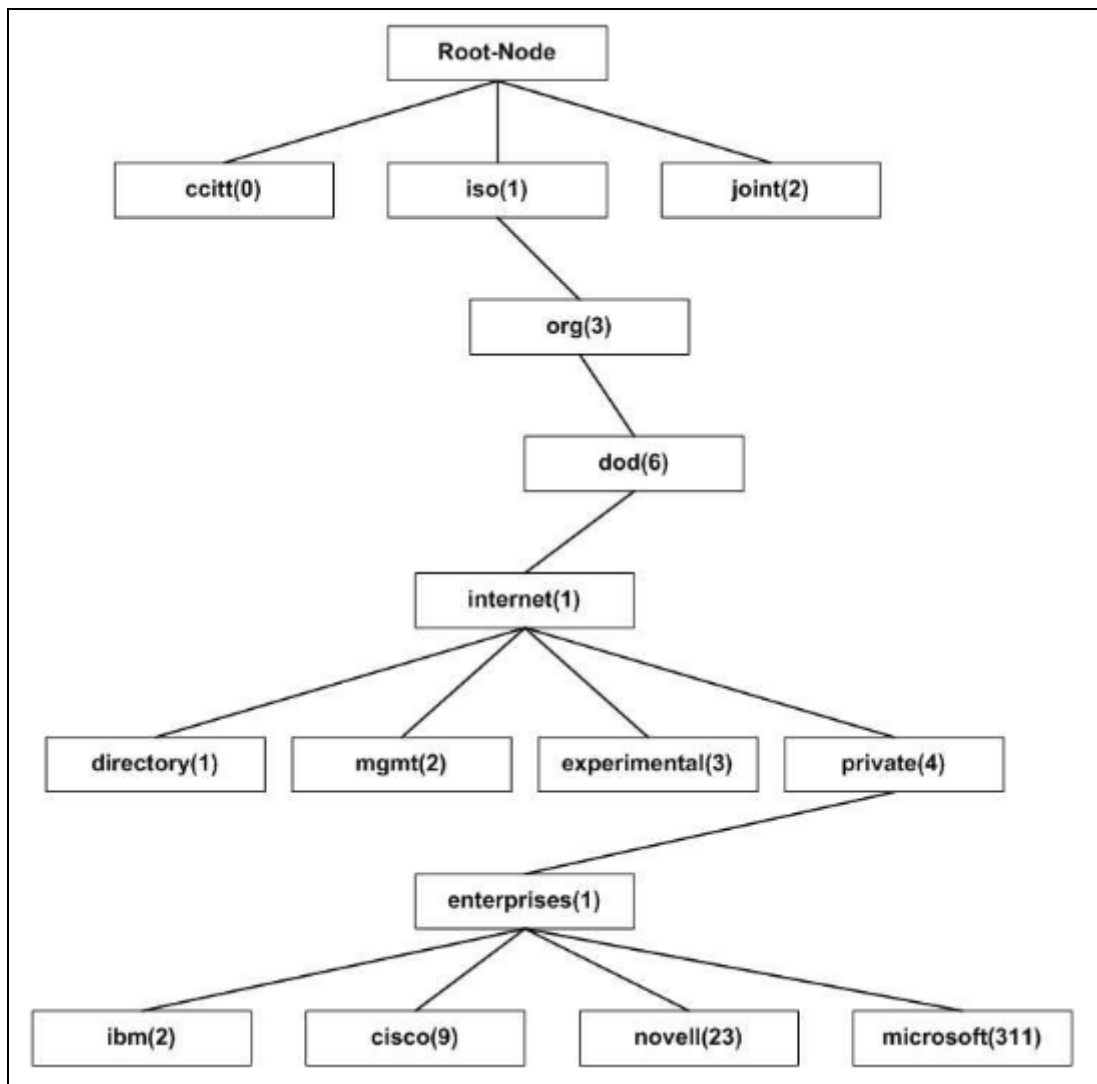 Root-Node
ccitt(0)
iso(1)
joint(2)
org(3)
dod(6)
internet(1)
directory(1)
mgmt(2)
experimental(3)
private(4)
enterprises(1)
ibm(2)
cisco(9)
novell(23)
microsoft(311)